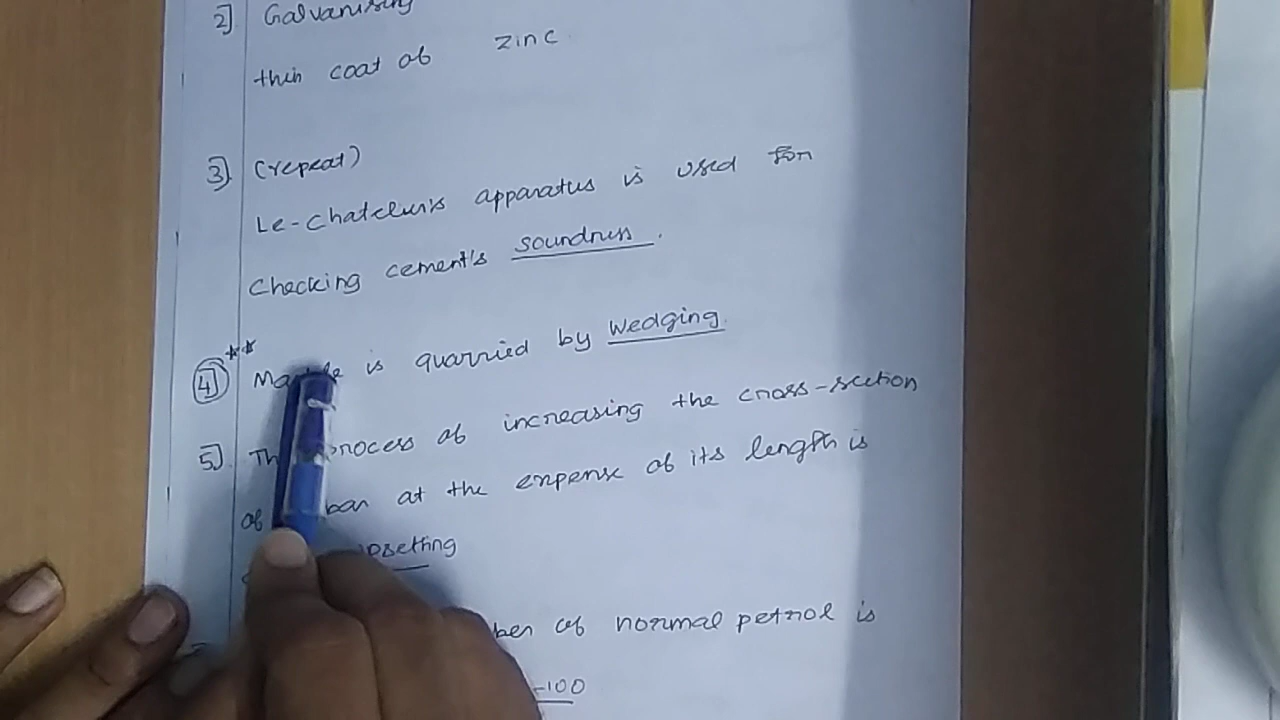 2] Galvanising
thin coat of zinc
3] (repeat)
Le-chatelier's apparatus is used for
checking cement's soundness.
4] ** is quarried by wedging.
5] process of increasing the cross-section
of bar at the expense of its length is
upsetting
of normal petrol is
-100